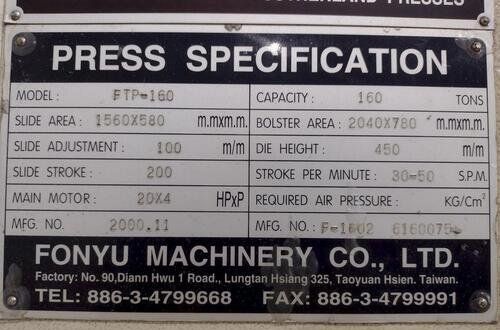 SUTHERLAND PRESSES
PRESS SPECIFICATION
MODEL: FTP-160 CAPACITY: 160 TONS
SLIDE AREA: 1560X580 m.mxm.m. BOLSTER AREA: 2040X780 m.mxm.m.
SLIDE ADJUSTMENT: 100 m/m DIE HEIGHT: 450 m/m
SLIDE STROKE: 200 STROKE PER MINUTE: 30-50 S.P.M.
MAIN MOTOR: 20X4 HPxP REQUIRED AIR PRESSURE: KG/Cm²
MFG. NO. 2000.11 MFG. NO.: F-1602 6160075
FONYU MACHINERY CO., LTD.
Factory: No. 90,Diann Hwu 1 Road., Lungtan Hsiang 325, Taoyuan Hsien. Taiwan.
TEL: 886-3-4799668 FAX: 886-3-4799991